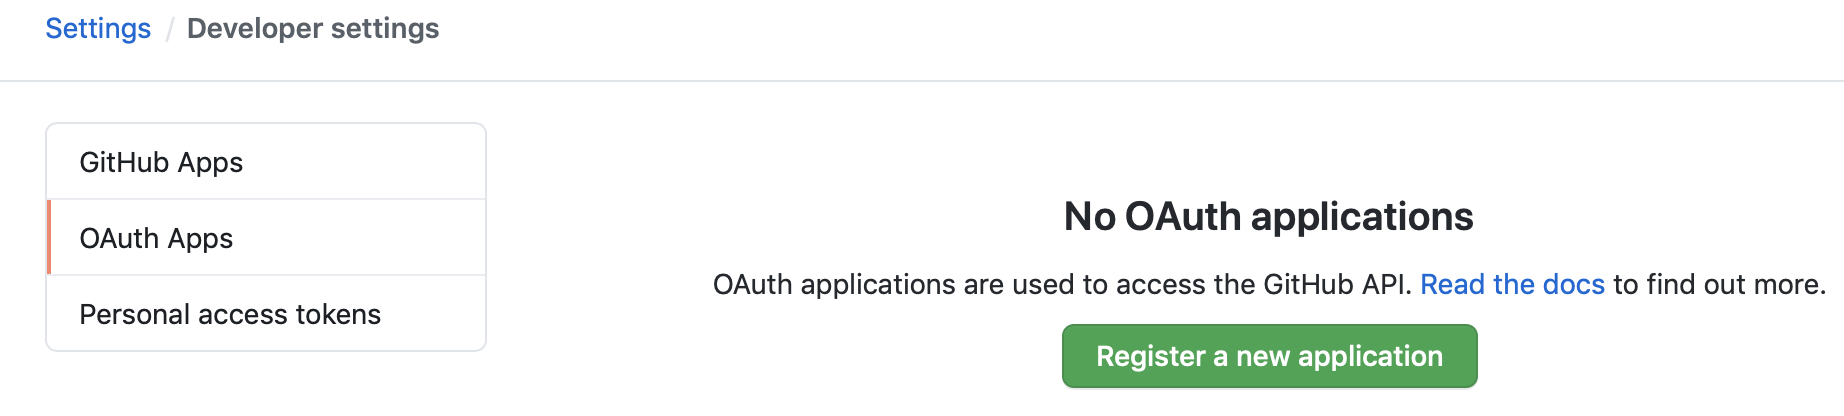 Settings / Developer settings
GitHub Apps
OAuth Apps
Personal access tokens
No OAuth applications
OAuth applications are used to access the GitHub API. Read the docs to find out more.
Register a new application